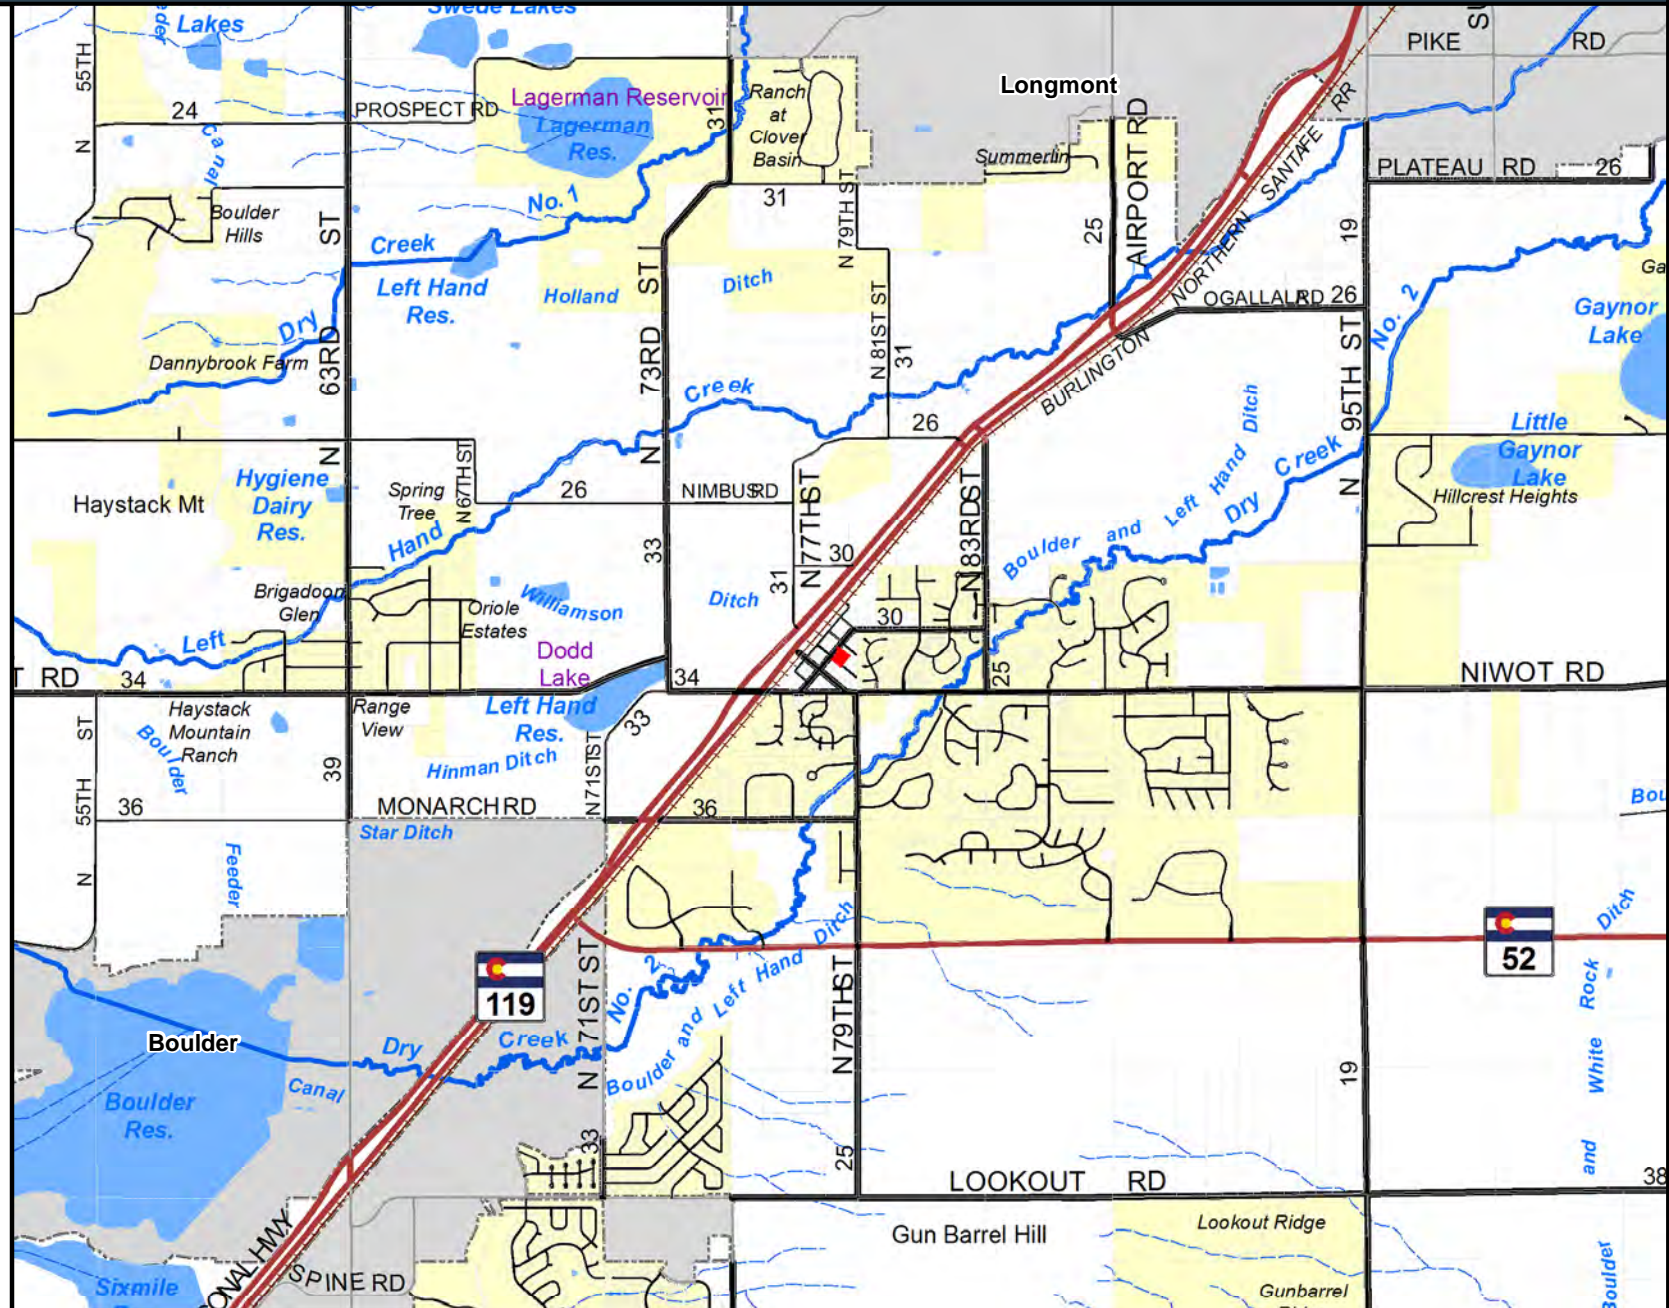 Swede Lakes
Lakes
eder
55TH
PIKE RD
Longmont
Lagerman Reservoir
Ranch
at
Clover
Basin
24
PROSPECT RD
31
Lagerman
Res.
AIRPORT RD
RR
N
Canal
Summerlin
SANTAFE
PLATEAU RD
26
31
N 79TH ST
No. 1
Boulder
Hills
ST
Creek
25
19
NORTHERN
Left Hand
Res.
Holland
ST
Ditch
OGALLALA RD
26
No. 2
Ga
Gaynor
Lake
Dry
Dannybrook Farm
63RD
73RD
N 81ST ST
31
BURLINGTON
95TH ST
Creek
26
Little
Gaynor
Lake
N
N
N 67TH ST
Hygiene
Dairy
Res.
Haystack Mt
Spring
Tree
26
NIMBUS RD
N 77TH ST
N 83RD ST
Boulder and Left Hand Ditch
Dry Creek
N
Hillcrest Heights
Hand
33
30
31
Brigadoon
Glen
Oriole
Estates
Williamson
Ditch
30
Left
Dodd
Lake
T RD
34
34
25
NIWOT RD
ST
Haystack
Mountain
Ranch
Range
View
Left Hand
Res.
33
Boulder
39
Hinman Ditch
N 71ST ST
55TH
36
MONARCH RD
36
Bou
Star Ditch
N
Feeder
Ditch
Ditch
52
119
N 71ST ST
No. 2
Boulder and Left Hand
N 79TH ST
Rock
White
and
Boulder
Dry
Creek
Canal
Boulder
Res.
19
33
25
LOOKOUT RD
38
Gun Barrel Hill
Lookout Ridge
ONAL HWY
SPINE RD
Sixmile
Gunbarrel
Boulder